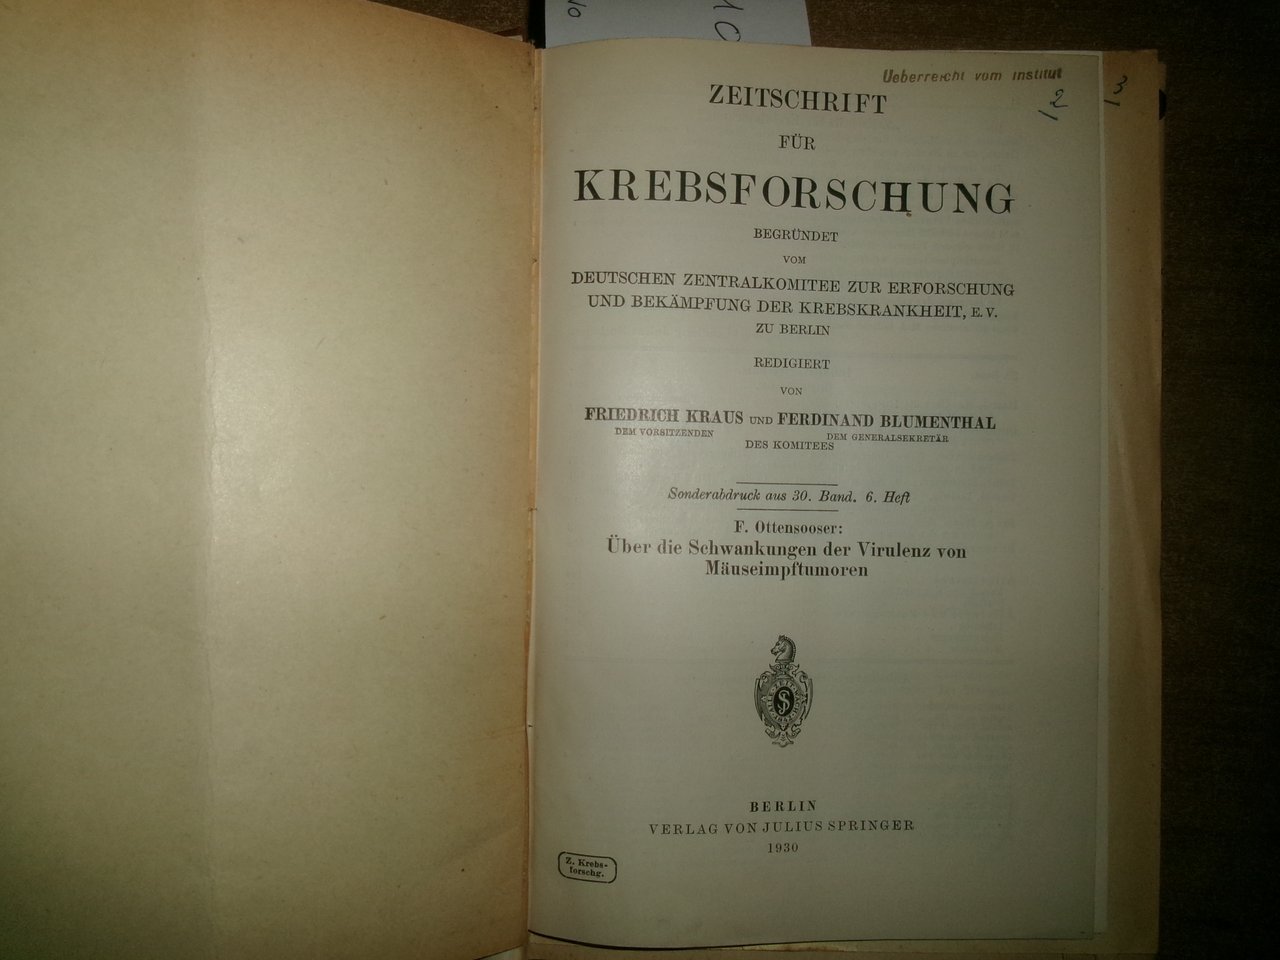 Ueberreicht vom Institut
2
3
ZEITSCHRIFT
FÜR
KREBSFORSCHUNG
BEGRÜNDET
VOM
DEUTSCHEN ZENTRALKOMITEE ZUR ERFORSCHUNG
UND BEKÄMPFUNG DER KREBSKRANKHEIT, E. V.
ZU BERLIN
REDIGIERT
VON
FRIEDRICH KRAUS UND FERDINAND BLUMENTHAL
DEM VORSITZENDEN DEM GENERALSEKRETÄR
DES KOMITEES
Sonderabdruck aus 30. Band. 6. Heft
F. Ottensooser:
Über die Schwankungen der Virulenz von
Mäuseimpftumoren
BERLIN
VERLAG VON JULIUS SPRINGER
1930
Z. Krebs-
forschg.